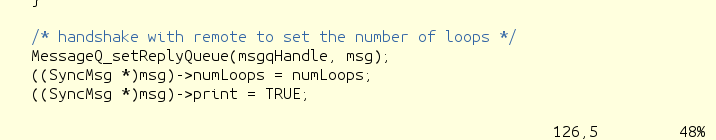 }
/* handshake with remote to set the number of loops */
MessageQ_setReplyQueue(msgqHandle, msg);
((SyncMsg *)msg)->numLoops = numLoops;
((SyncMsg *)msg)->print = TRUE;
126,5 48%